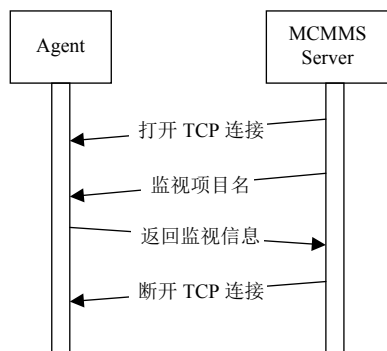 Agent
MCMMS
Server
打开 TCP 连接
监视项目名
返回监视信息
断开 TCP 连接